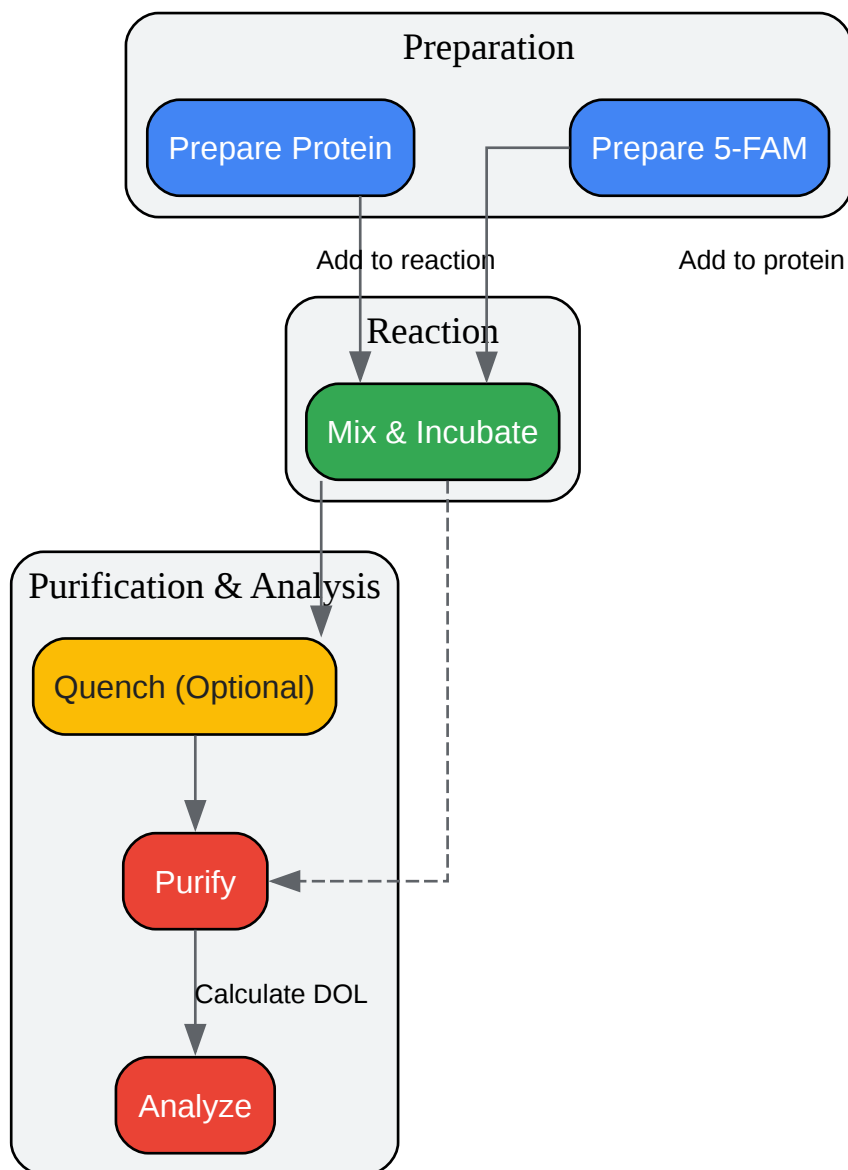 Preparation
Prepare Protein
Prepare 5-FAM
Add to reaction
Add to protein
Reaction
Mix & Incubate
Purification & Analysis
Quench (Optional)
Purify
Calculate DOL
Analyze